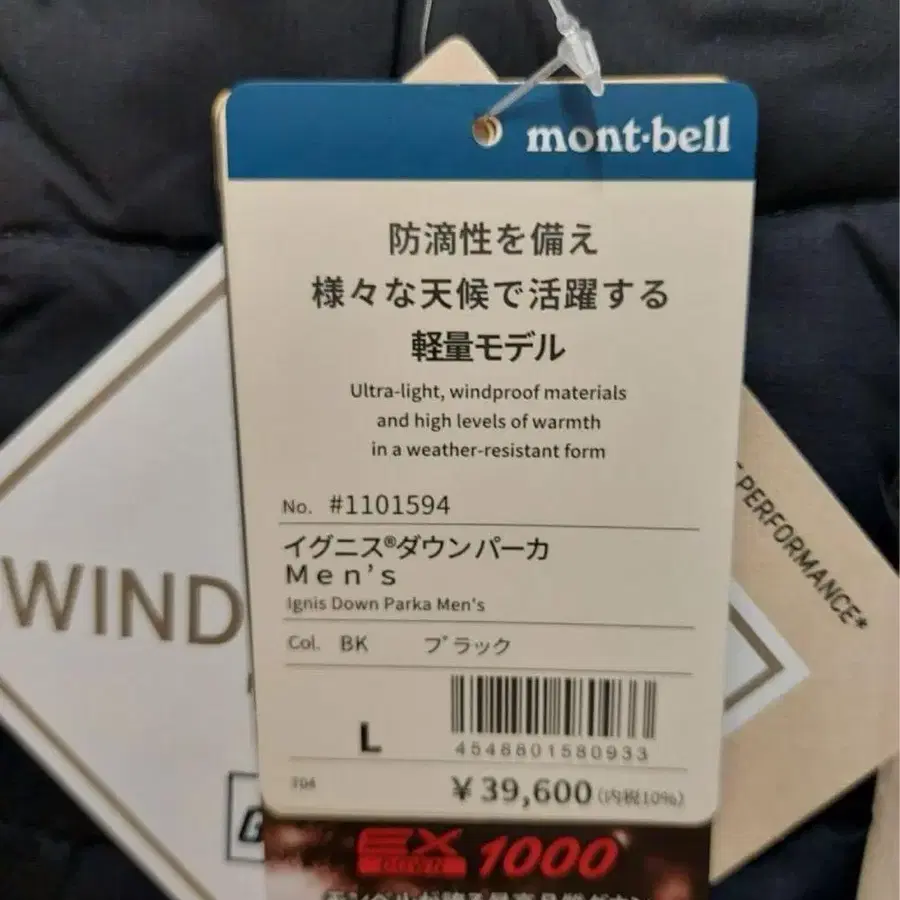 mont·bell
防滴性を備え
様々な天候で活躍する
軽量モデル
Ultra-light, windproof materials
and high levels of warmth
in a weather-resistant form
No. #1101594
イグニス®ダウンパーカ
Men's
Ignis Down Parka Men's
Col. BK ブラック
L
4548801580933
704
¥39,600(内税10%)
WIND
PERFORMANCE*
EX
DOWN
1000